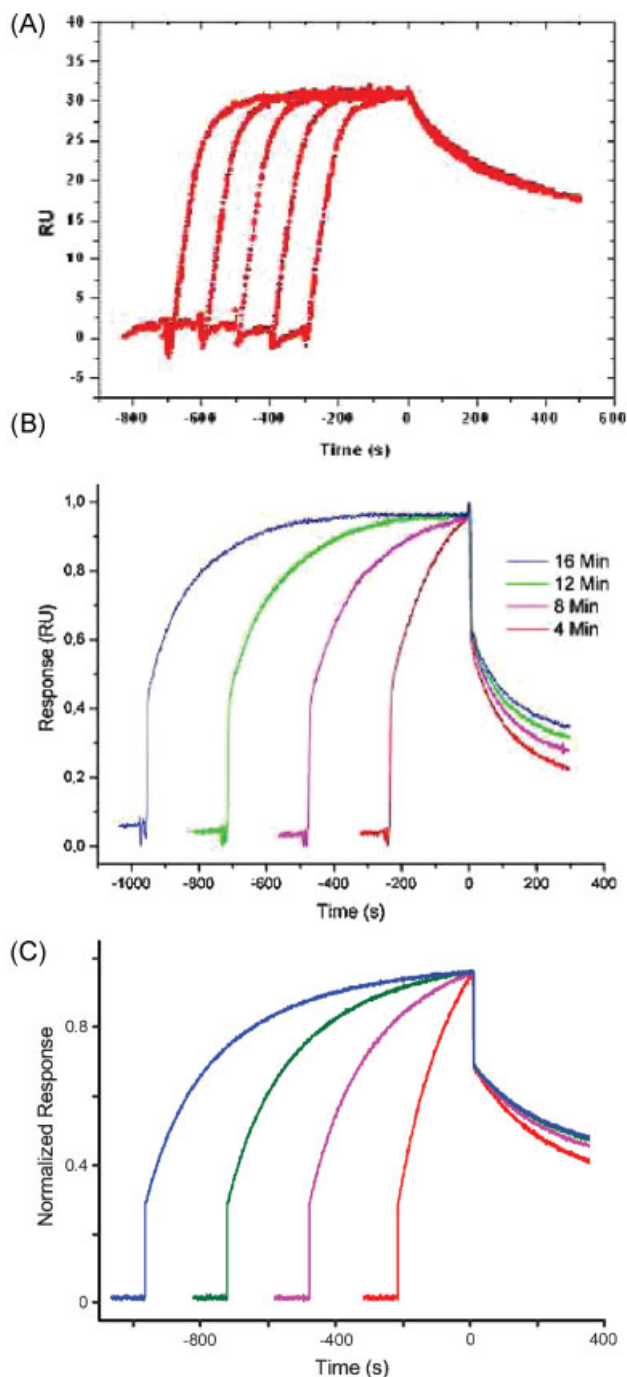 (A)
40
35
30
25
20
15
10
5
0
-5
RU
-800 -600 -400 -200 0 200 400 600
Time (s)
(B)
1,0
0,8
0,6
0,4
0,2
0,0
Response (RU)
16 Min
12 Min
8 Min
4 Min
-1000 -800 -600 -400 -200 0 200 400
Time (s)
(C)
0.8
0.4
0
Normalized Response
-800 -400 0 400
Time (s)